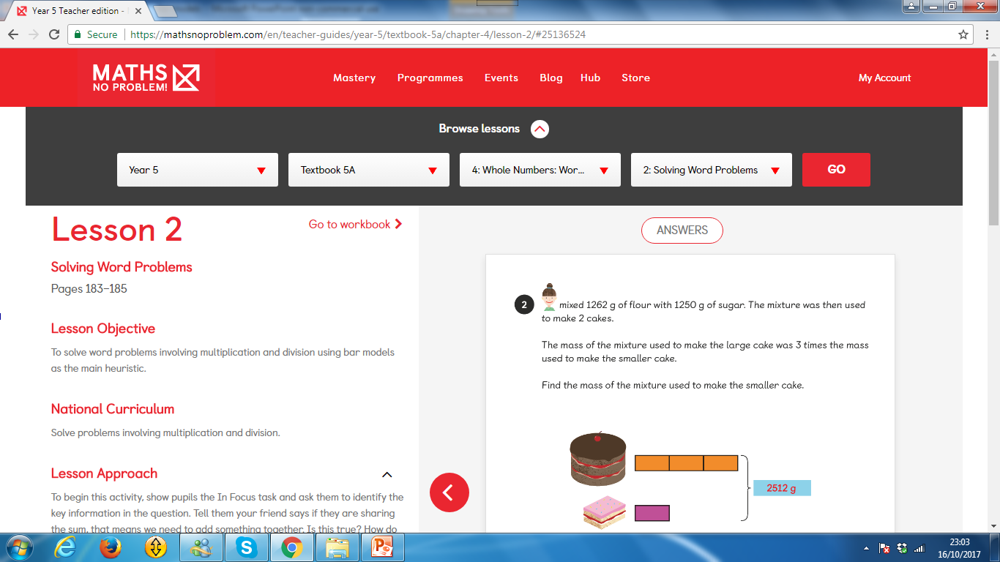 Year 5 Teacher edition -
Secure https://mathsnoproblem.com/en/teacher-guides/year-5/textbook-5a/chapter-4/lesson-2/#25136524
MATHS
NO PROBLEM!
Mastery Programmes Events Blog Hub Store My Account
Browse lessons
Year 5 Textbook 5A 4: Whole Numbers: Wor... 2: Solving Word Problems GO
Lesson 2
Go to workbook
Solving Word Problems
Pages 183–185
Lesson Objective
To solve word problems involving multiplication and division using bar models
as the main heuristic.
National Curriculum
Solve problems involving multiplication and division.
Lesson Approach
To begin this activity, show pupils the In Focus task and ask them to identify the
key information in the question. Tell them your friend says if they are sharing
the sum, that means we need to add something together. Is this true? How do
ANSWERS
2 mixed 1262 g of flour with 1250 g of sugar. The mixture was then used
to make 2 cakes.
The mass of the mixture used to make the large cake was 3 times the mass
used to make the smaller cake.
Find the mass of the mixture used to make the smaller cake.
2512 g
23:03
16/10/2017